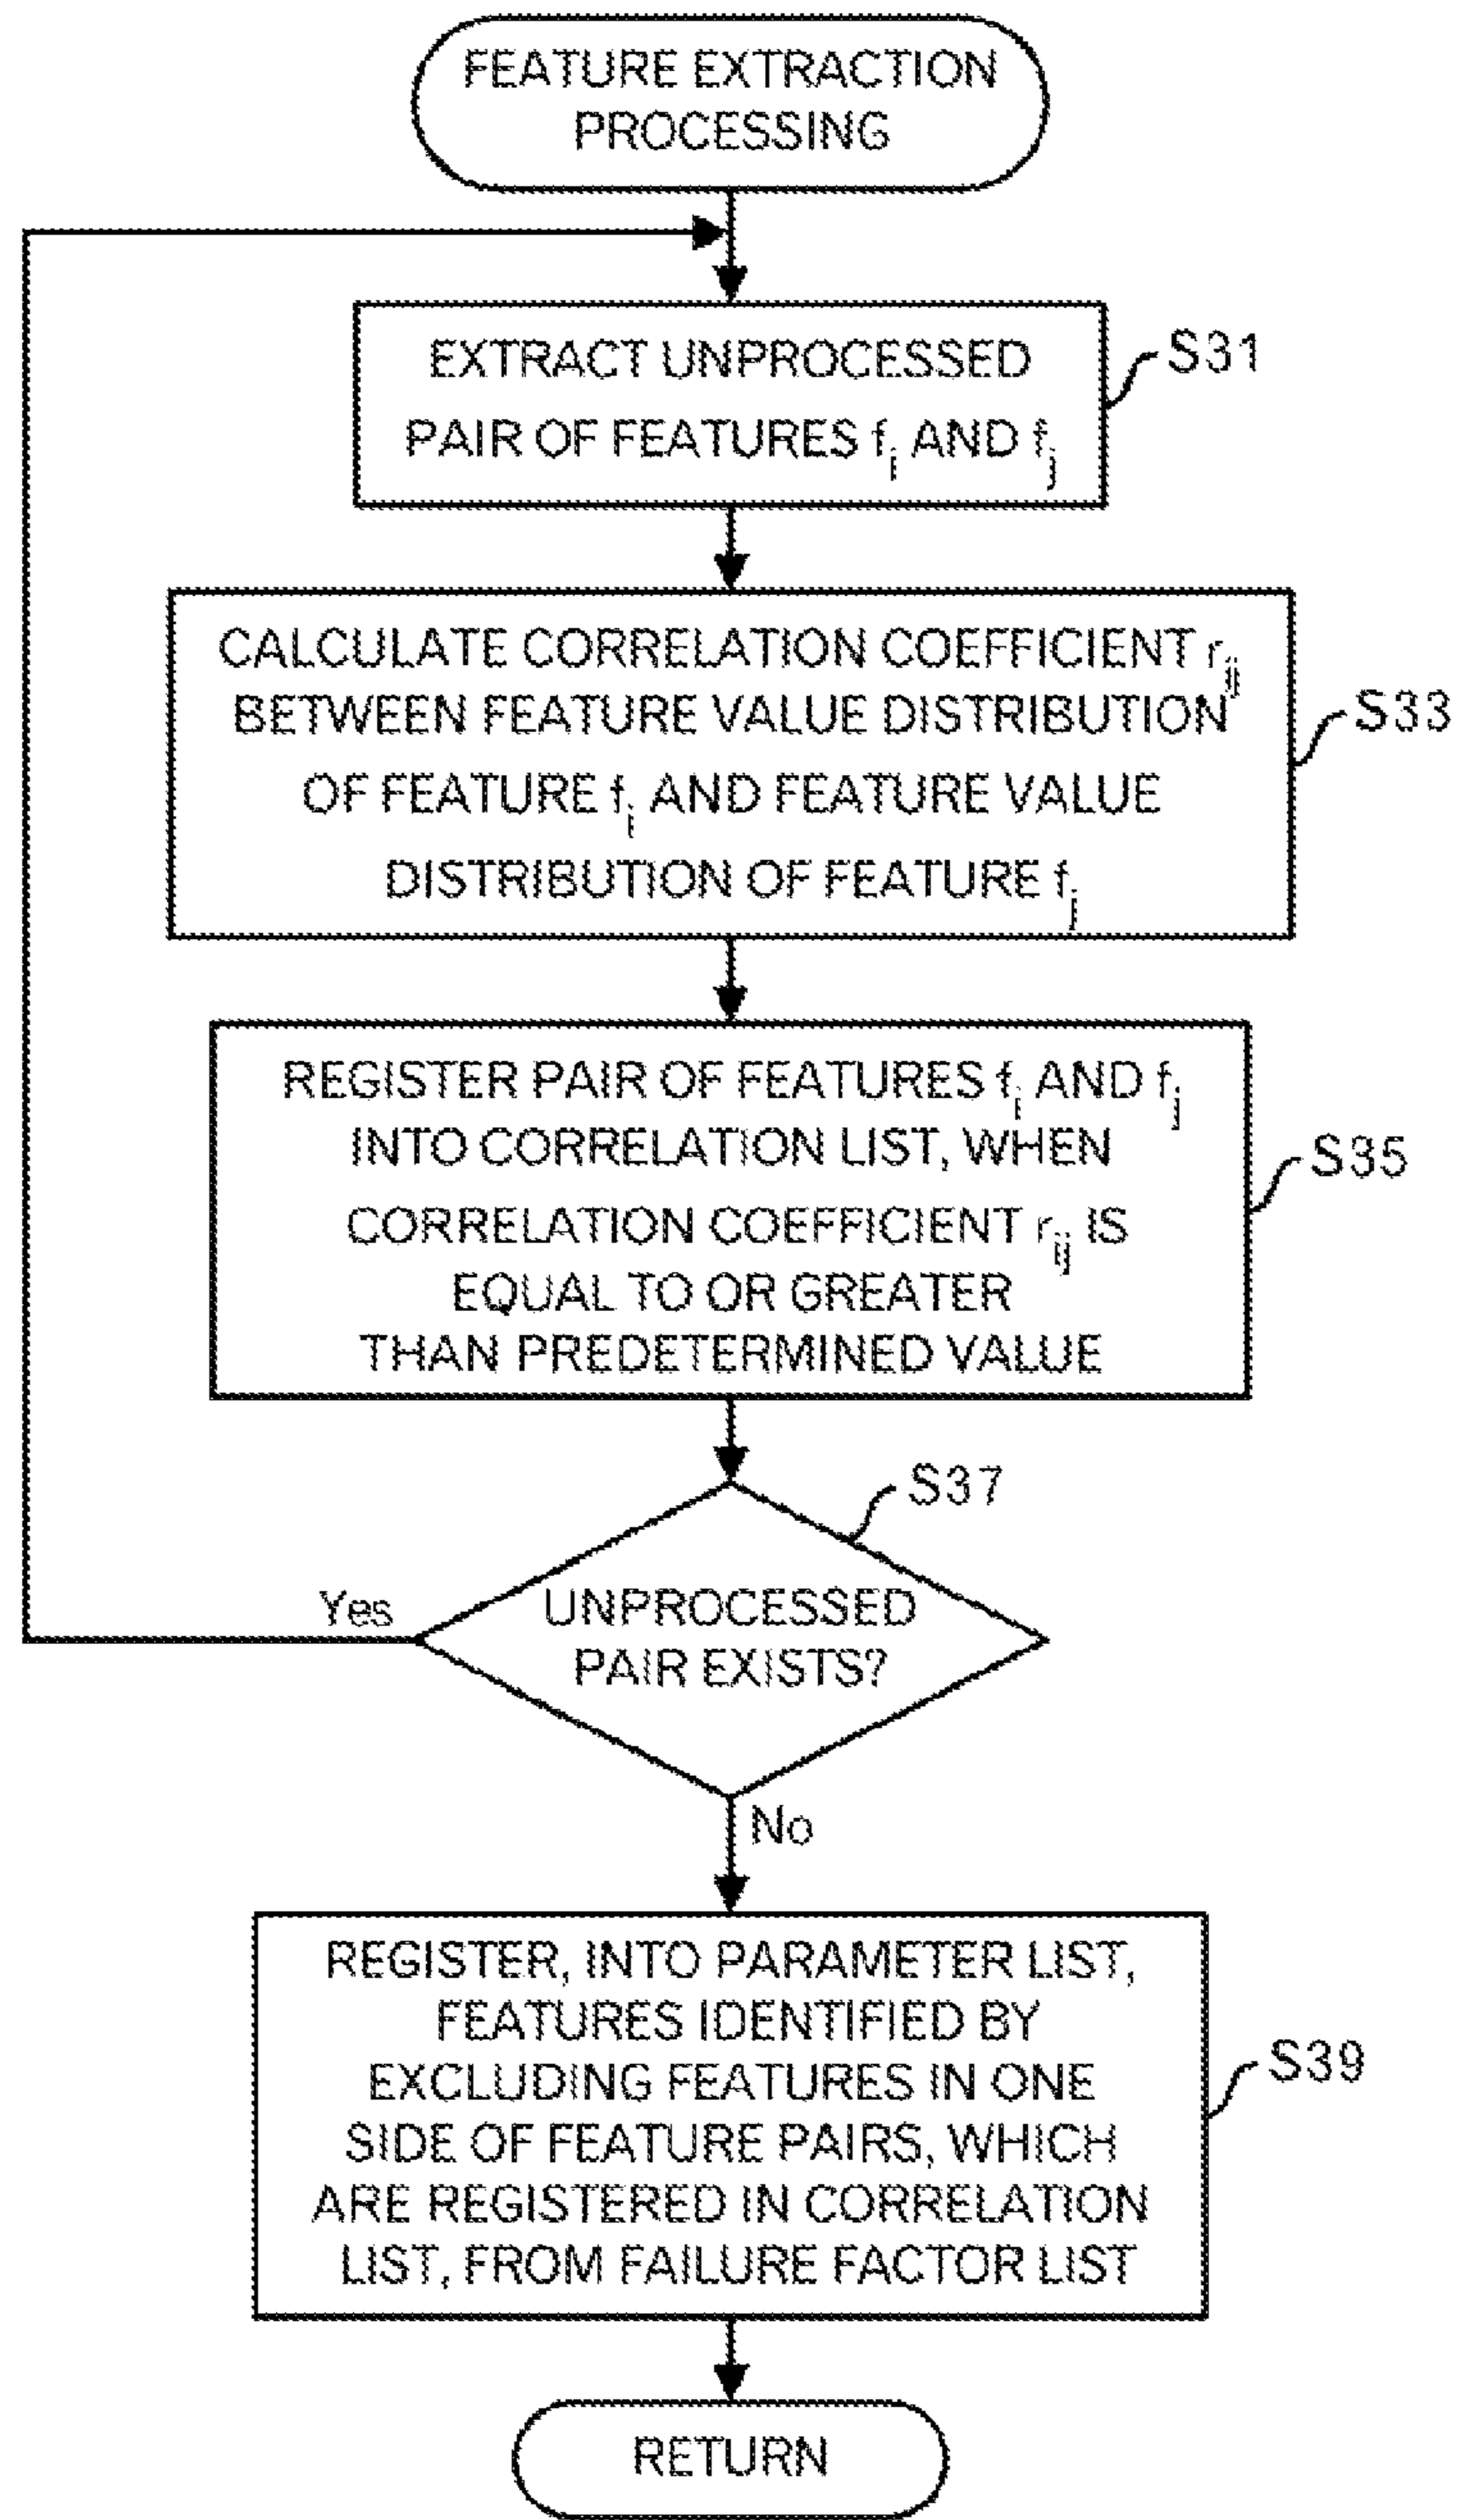 FEATURE EXTRACTION
PROCESSING
EXTRACT UNPROCESSED
PAIR OF FEATURES fi AND fj
S31
CALCULATE CORRELATION COEFFICIENT rij
BETWEEN FEATURE VALUE DISTRIBUTION
OF FEATURE fi AND FEATURE VALUE
DISTRIBUTION OF FEATURE fj
S33
REGISTER PAIR OF FEATURES fi AND fj
INTO CORRELATION LIST, WHEN
CORRELATION COEFFICIENT rij IS
EQUAL TO OR GREATER
THAN PREDETERMINED VALUE
S35
S37
UNPROCESSED
PAIR EXISTS?
Yes
No
REGISTER, INTO PARAMETER LIST,
FEATURES IDENTIFIED BY
EXCLUDING FEATURES IN ONE
SIDE OF FEATURE PAIRS, WHICH
ARE REGISTERED IN CORRELATION
LIST, FROM FAILURE FACTOR LIST
S39
RETURN